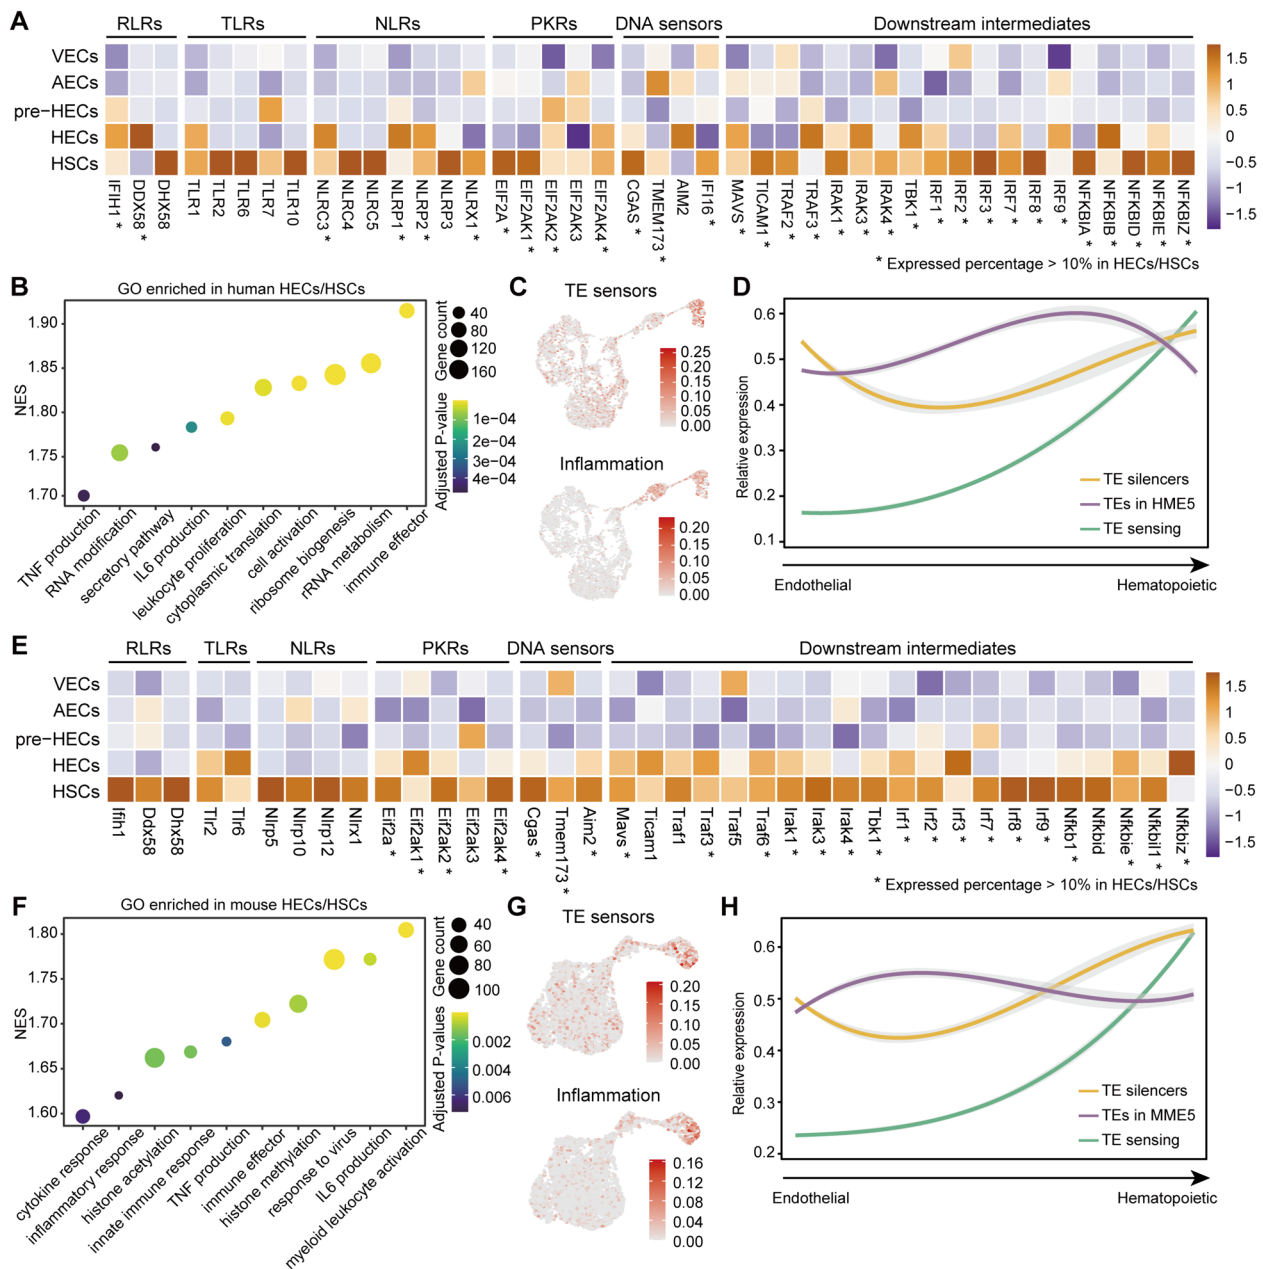 A
RLRs TLRs NLRs PKRs DNA sensors Downstream intermediates
VECs
AECs
pre-HECs
HECs
HSCs
1.5
1
0.5
0
−0.5
−1
−1.5
IFIH1 * DDX58 * DHX58 TLR1 TLR2 TLR6 TLR7 TLR10 NLRC3 * NLRC4 NLRC5 NLRP1 * NLRP2 * NLRP3 NLRX1 * EIF2A * EIF2AK1 * EIF2AK2 * EIF2AK3 EIF2AK4 * CGAS * TMEM173 * AIM2 IFI16 * MAVS * TICAM1 * TRAF2 * TRAF3 * IRAK1 * IRAK3 * IRAK4 * TBK1 * IRF1 * IRF2 * IRF3 * IRF7 * IRF8 * IRF9 * NFKBIA * NFKBIB * NFKBID * NFKBIE * NFKBIZ *
* Expressed percentage > 10% in HECs/HSCs
B
GO enriched in human HECs/HSCs
NES
1.90
1.85
1.80
1.75
1.70
TNF production
RNA modification
secretory pathway
IL6 production
leukocyte proliferation
cytoplasmic translation
cell activation
ribosome biogenesis
rRNA metabolism
immune effector
Gene count
40
80
120
160
Adjusted P-value
1e−04
2e−04
3e−04
4e−04
C
TE sensors
0.25
0.20
0.15
0.10
0.05
0.00
Inflammation
0.20
0.15
0.10
0.05
0.00
D
Relative expression
0.6
0.5
0.4
0.3
0.2
0.1
TE silencers
TEs in HME5
TE sensing
Endothelial Hematopoietic
E
RLRs TLRs NLRs PKRs DNA sensors Downstream intermediates
VECs
AECs
pre−HECs
HECs
HSCs
1.5
1
0.5
0
−0.5
−1
−1.5
Ifih1 Ddx58 Dhx58 Tlr2 Tlr6 Nlrp5 Nlrp10 Nlrp12 Nlrx1 Eif2a * Eif2ak1 * Eif2ak2 * Eif2ak3 Eif2ak4 * Cgas * Tmem173 * Aim2 * Mavs * Ticam1 Traf1 Traf3 * Traf5 Traf6 * Irak1 * Irak3 * Irak4 * Tbk1 * Irf1 * Irf2 * Irf3 * Irf7 * Irf8 * Irf9 * Nfkb1 * Nfkbid Nfkbie * Nfkbil1 * Nfkbiz *
* Expressed percentage > 10% in HECs/HSCs
F
GO enriched in mouse HECs/HSCs
NES
1.80
1.75
1.70
1.65
1.60
cytokine response
inflammatory response
histone acetylation
innate immune response
TNF production
immune effector
histone methylation
response to virus
IL6 production
myeloid leukocyte activation
Gene count
40
60
80
100
Adjusted P-values
0.002
0.004
0.006
G
TE sensors
0.20
0.15
0.10
0.05
0.00
Inflammation
0.16
0.12
0.08
0.04
0.00
H
Relative expression
0.6
0.5
0.4
0.3
0.2
TE silencers
TEs in MME5
TE sensing
Endothelial Hematopoietic